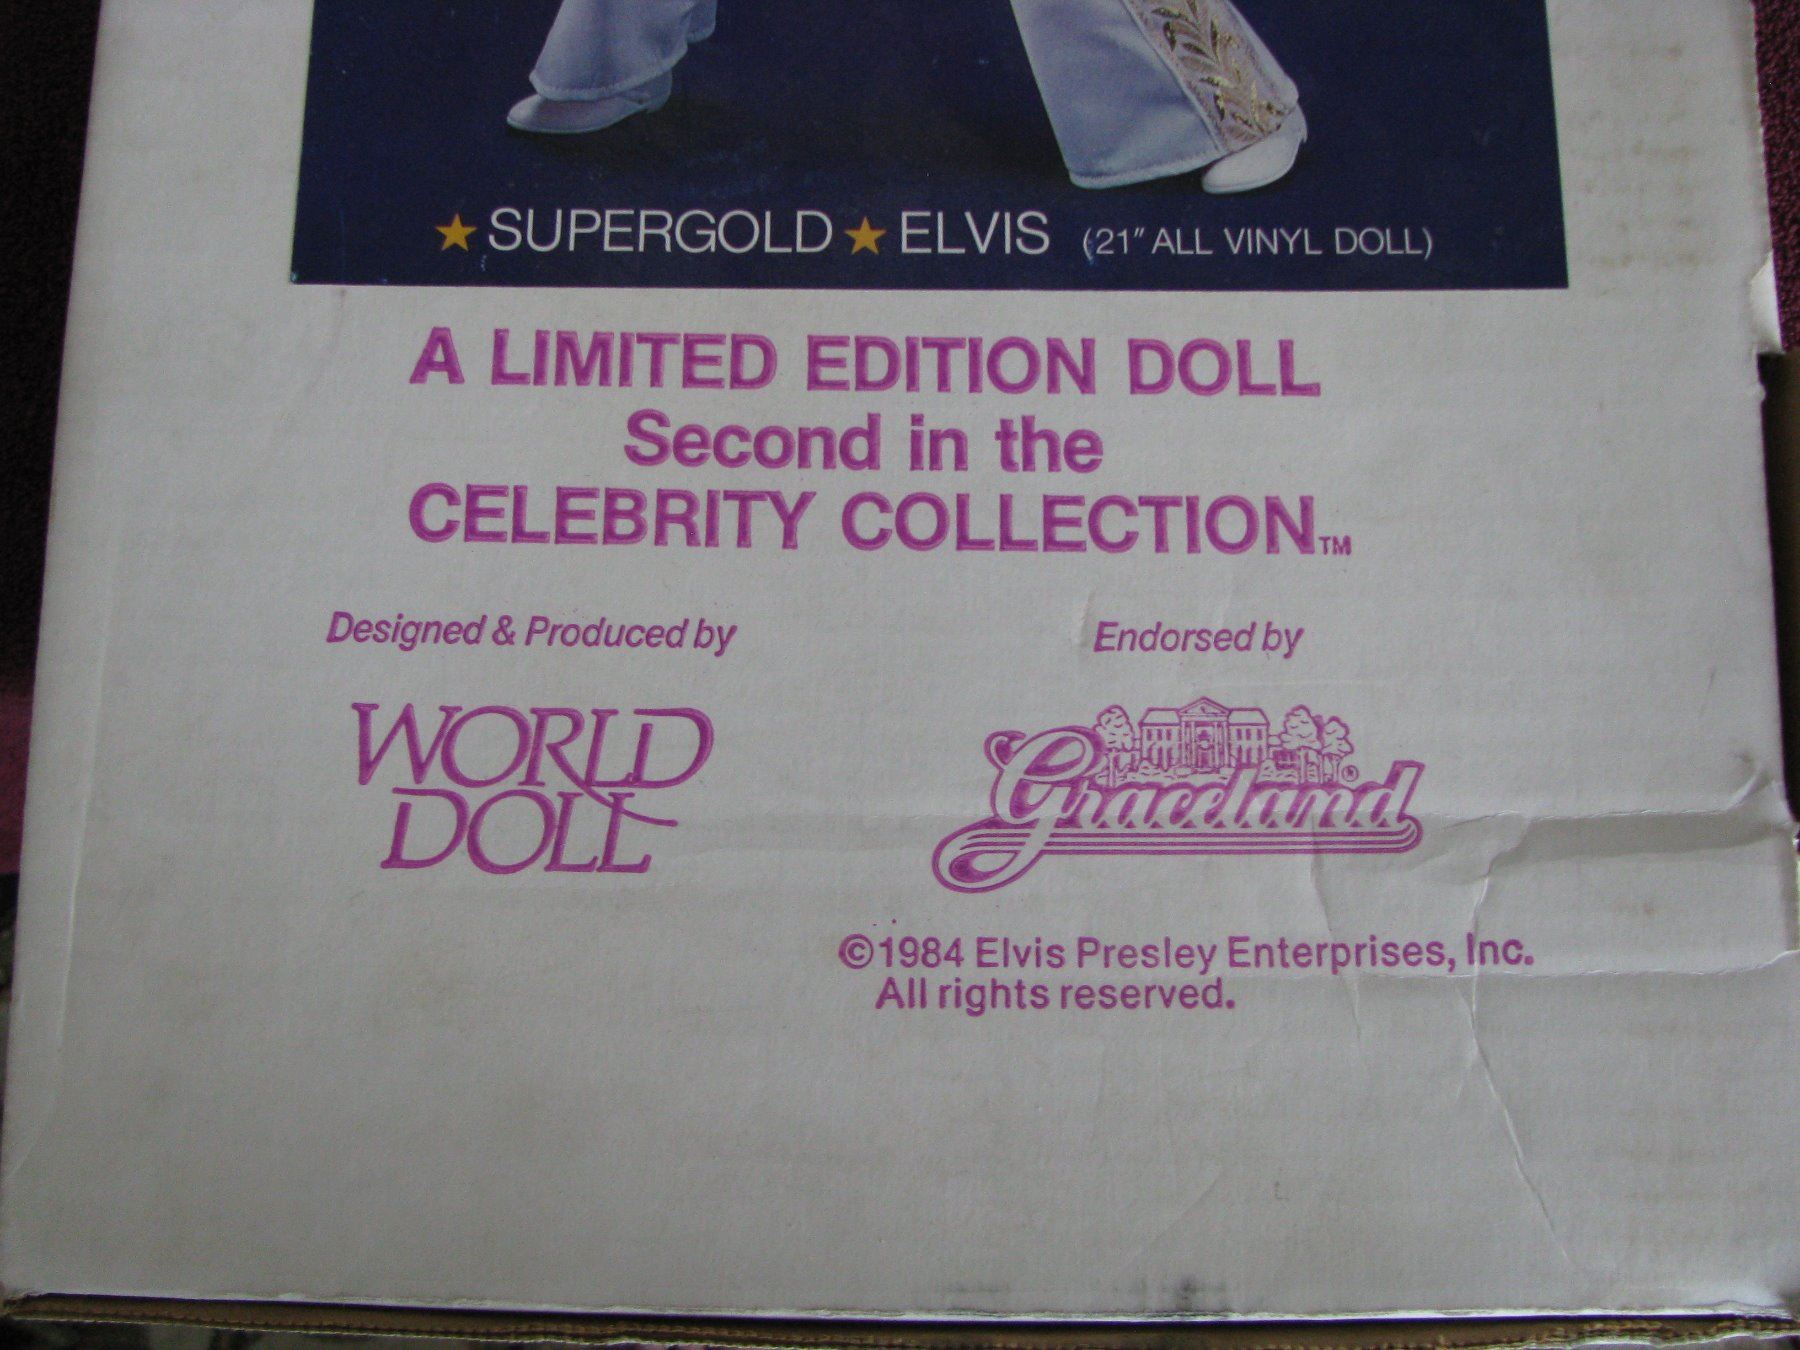 ★ SUPERGOLD ★ ELVIS (21" ALL VINYL DOLL)
A LIMITED EDITION DOLL
Second in the
CELEBRITY COLLECTION™
Designed & Produced by
WORLD
DOLL
Endorsed by
Graceland®
©1984 Elvis Presley Enterprises, Inc.
All rights reserved.